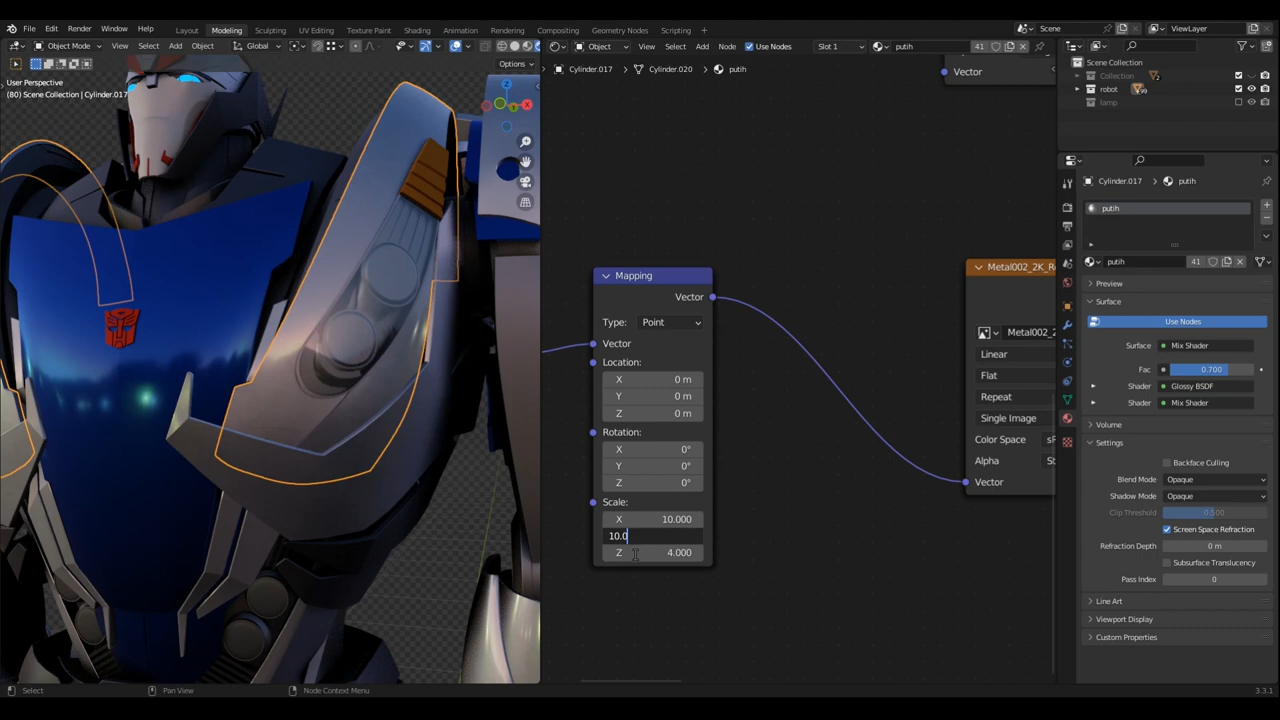 File Edit Render Window Help Layout Modeling Sculpting UV Editing Texture Paint Shading Animation Rendering Compositing Geometry Nodes Scripting + Scene ViewLayer
Object Mode View Select Add Object Global Object View Select Add Node Use Nodes Slot 1 putih 41
Options
Cylinder.017 > Cylinder.020 > putih
User Perspective
(80) Scene Collection | Cylinder.017
Z
X
Y
Vector
Mapping
Vector
Type: Point
Vector
Location:
X 0 m
Y 0 m
Z 0 m
Rotation:
X 0°
Y 0°
Z 0°
Scale:
X 10.000
10.0
Z 4.000
Metal002_2K_R
Metal002_2
Linear
Flat
Repeat
Single Image
Color Space
Alpha
Vector
Scene Collection
Collection 2
robot
lamp
Cylinder.017 > putih
putih
putih 41
Preview
Surface
Use Nodes
Surface Mix Shader
Fac 0.700
Shader Glossy BSDF
Shader Mix Shader
Volume
Settings
Backface Culling
Blend Mode Opaque
Shadow Mode Opaque
Clip Threshold 0.500
Screen Space Refraction
Refraction Depth 0 m
Subsurface Translucency
Pass Index 0
Line Art
Viewport Display
Custom Properties
Select Pan View Node Context Menu 3.3.1